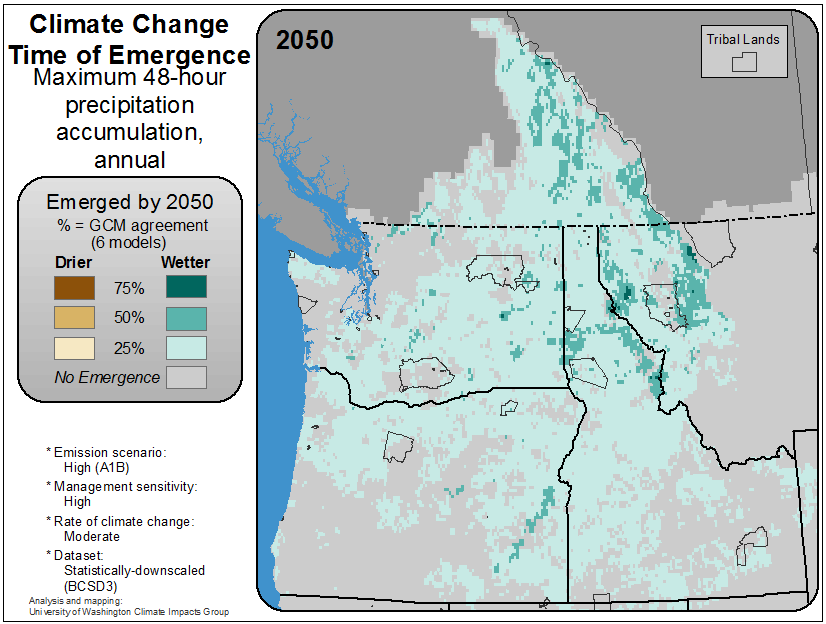 Climate Change
Time of Emergence
Maximum 48-hour
precipitation
accumulation,
annual
Emerged by 2050
% = GCM agreement
(6 models)
Drier Wetter
75%
50%
25%
No Emergence
* Emission scenario:
High (A1B)
* Management sensitivity:
High
* Rate of climate change:
Moderate
* Dataset:
Statistically-downscaled
(BCSD3)
Analysis and mapping:
University of Washington Climate Impacts Group
2050
Tribal Lands